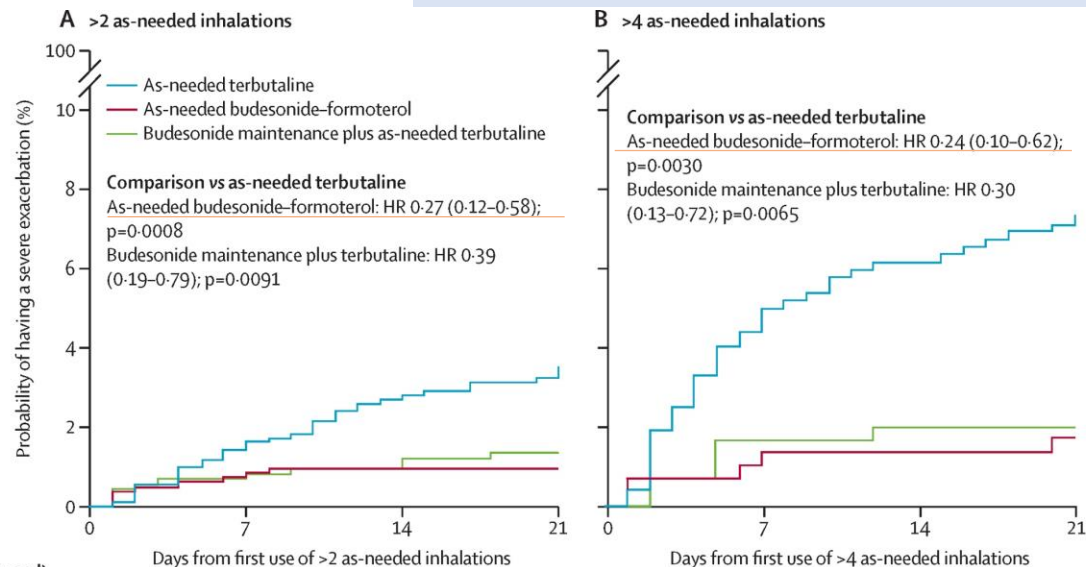 A >2 as-needed inhalations
100
10
8
6
4
2
0
Probability of having a severe exacerbation (%)
As-needed terbutaline
As-needed budesonide–formoterol
Budesonide maintenance plus as-needed terbutaline
Comparison vs as-needed terbutaline
As-needed budesonide–formoterol: HR 0·27 (0·12–0·58);
p=0·0008
Budesonide maintenance plus terbutaline: HR 0·39
(0·19–0·79); p=0·0091
0 7 14 21
Days from first use of >2 as-needed inhalations
B >4 as-needed inhalations
Comparison vs as-needed terbutaline
As-needed budesonide–formoterol: HR 0·24 (0·10–0·62);
p=0·0030
Budesonide maintenance plus terbutaline: HR 0·30
(0·13–0·72); p=0·0065
0 7 14 21
Days from first use of >4 as-needed inhalations